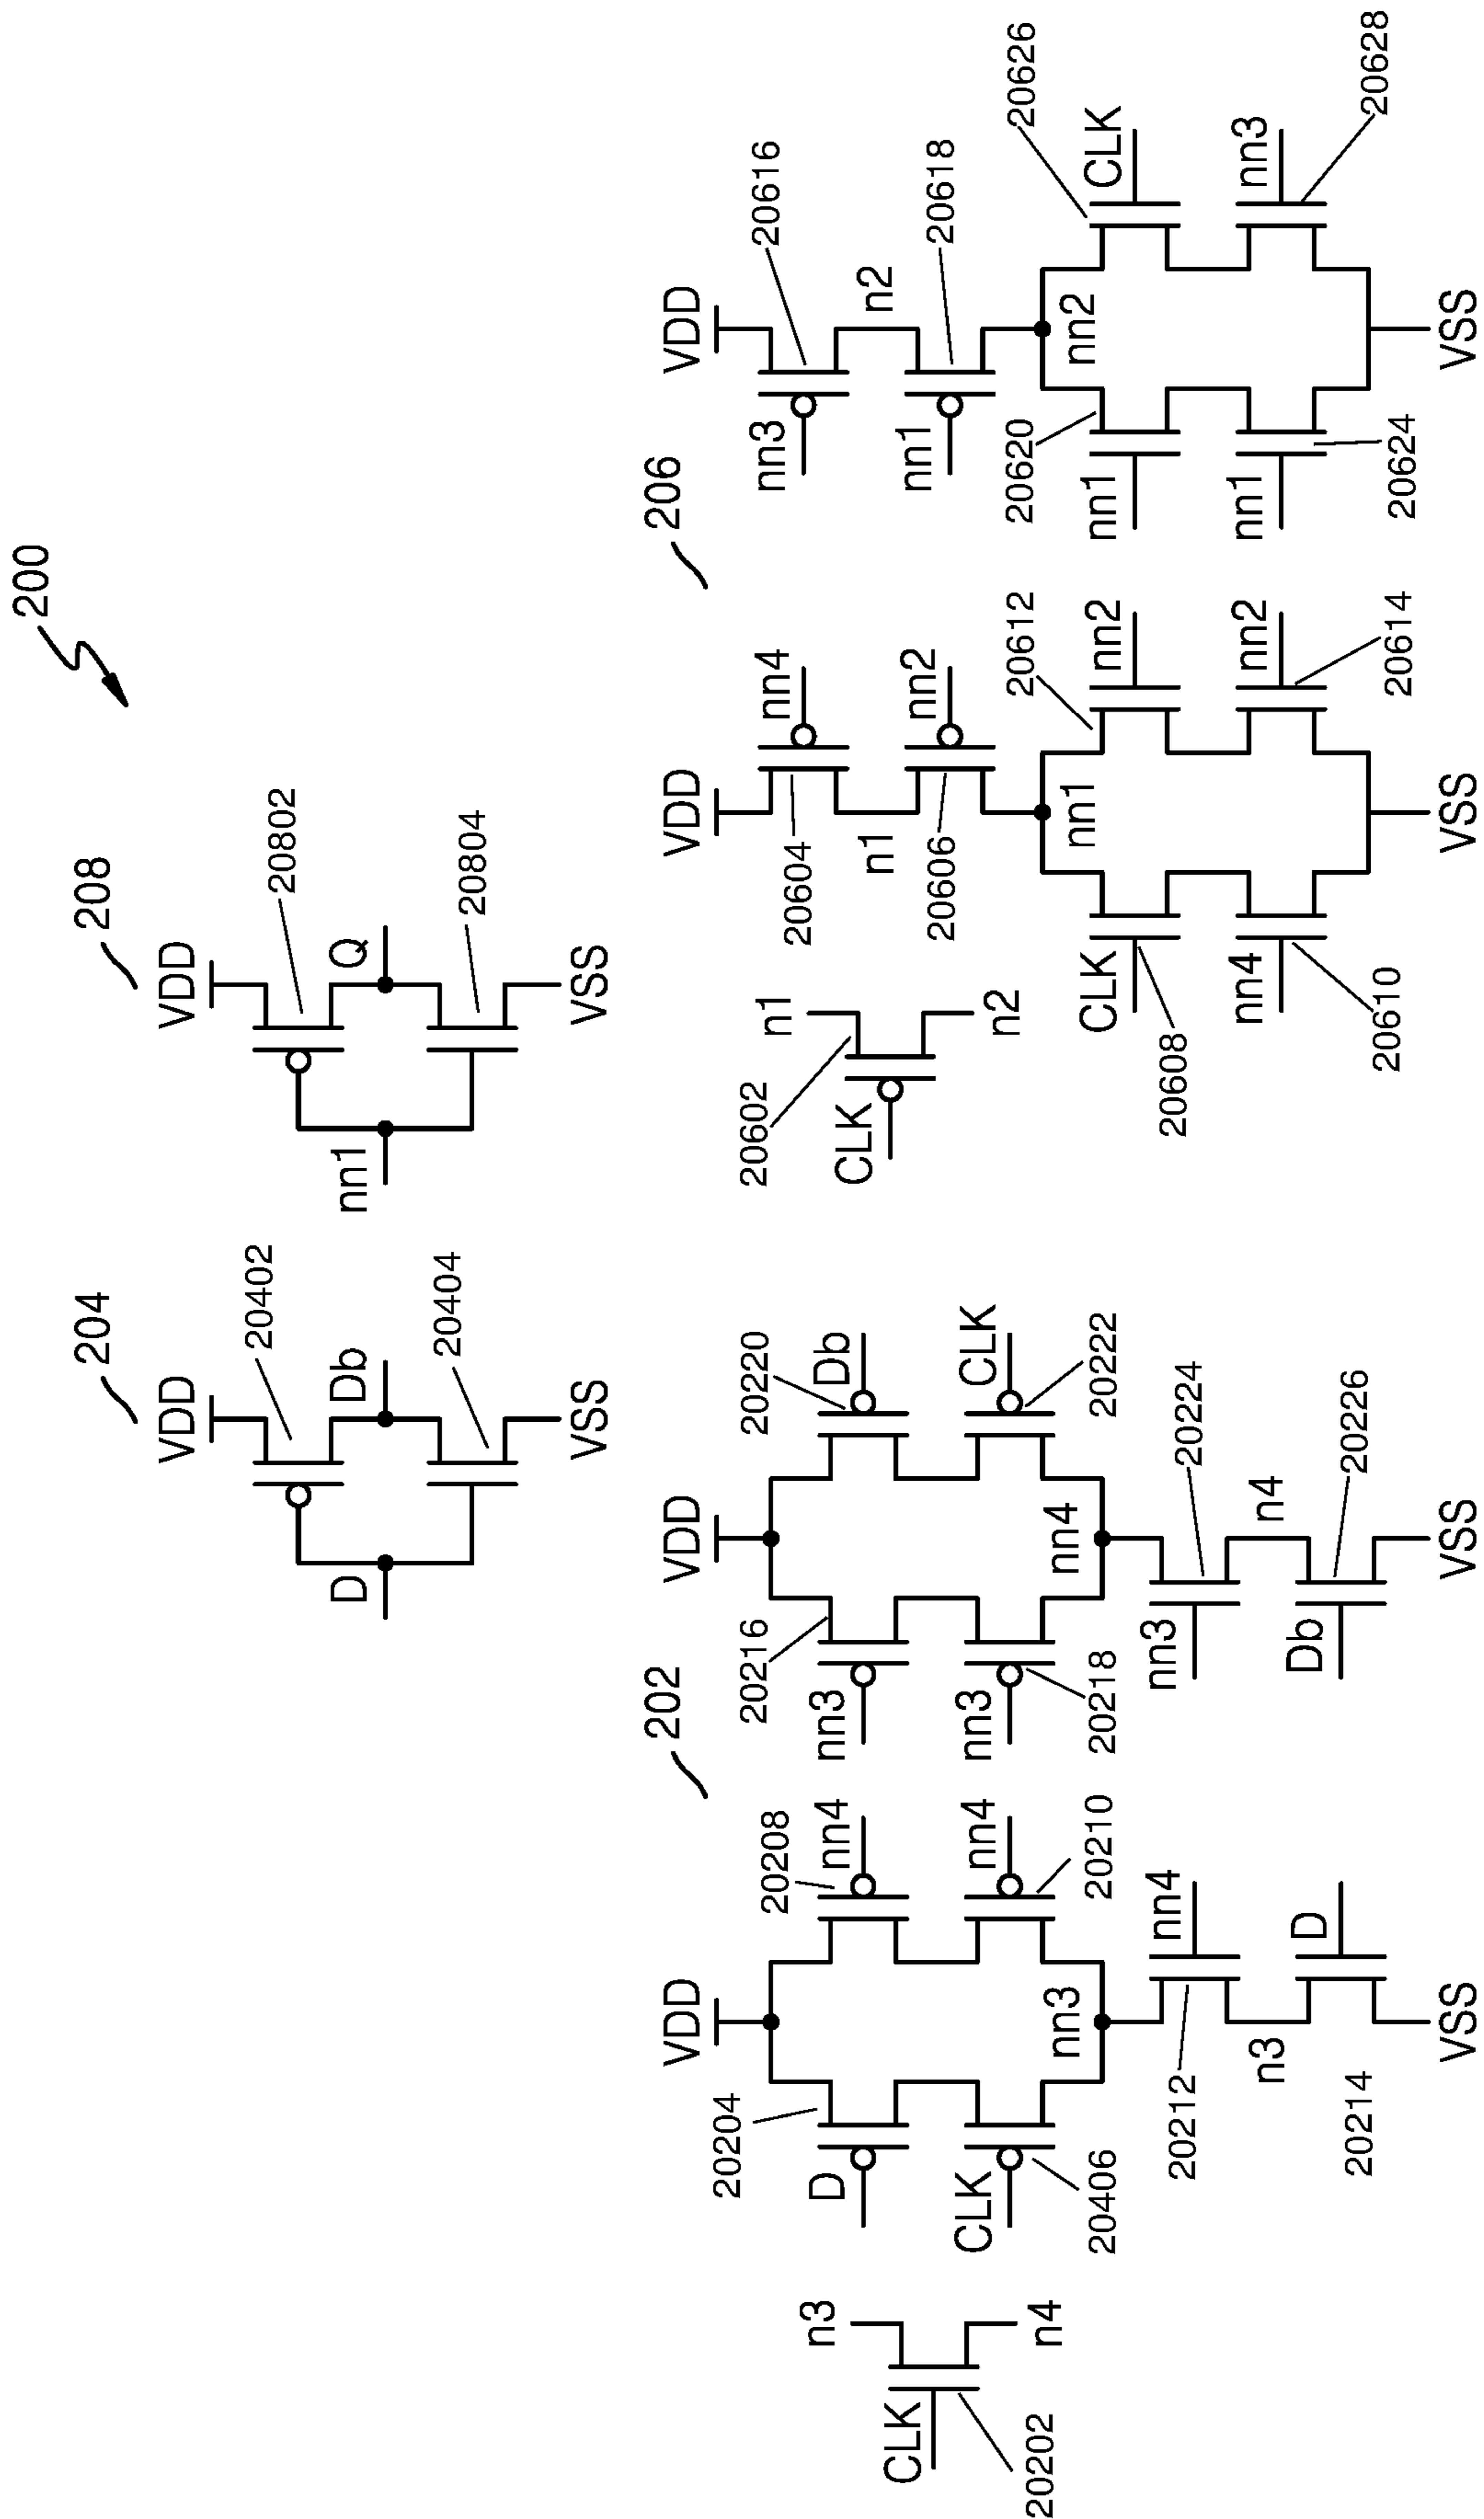 200
204
VDD
20402
D
Db
20404
VSS
208
VDD
20802
nn1
Q
20804
VSS
202
CLK
n3
n4
20202
VDD
20204
D
CLK
20406
20208
nn4
nn4
20210
nn3
20212
nn4
n3
D
20214
VSS
VDD
20216
nn3
nn3
20218
20220
Db
CLK
20222
nn4
nn3
20224
n4
Db
20226
VSS
206
20602
n1
CLK
n2
VDD
20604
nn4
n1
nn2
20606
nn1
CLK
20608
nn4
20610
20612
nn2
nn2
20614
VSS
VDD
20616
nn3
n2
nn1
20618
nn2
20620
nn1
nn1
20624
20626
CLK
nn3
20628
VSS